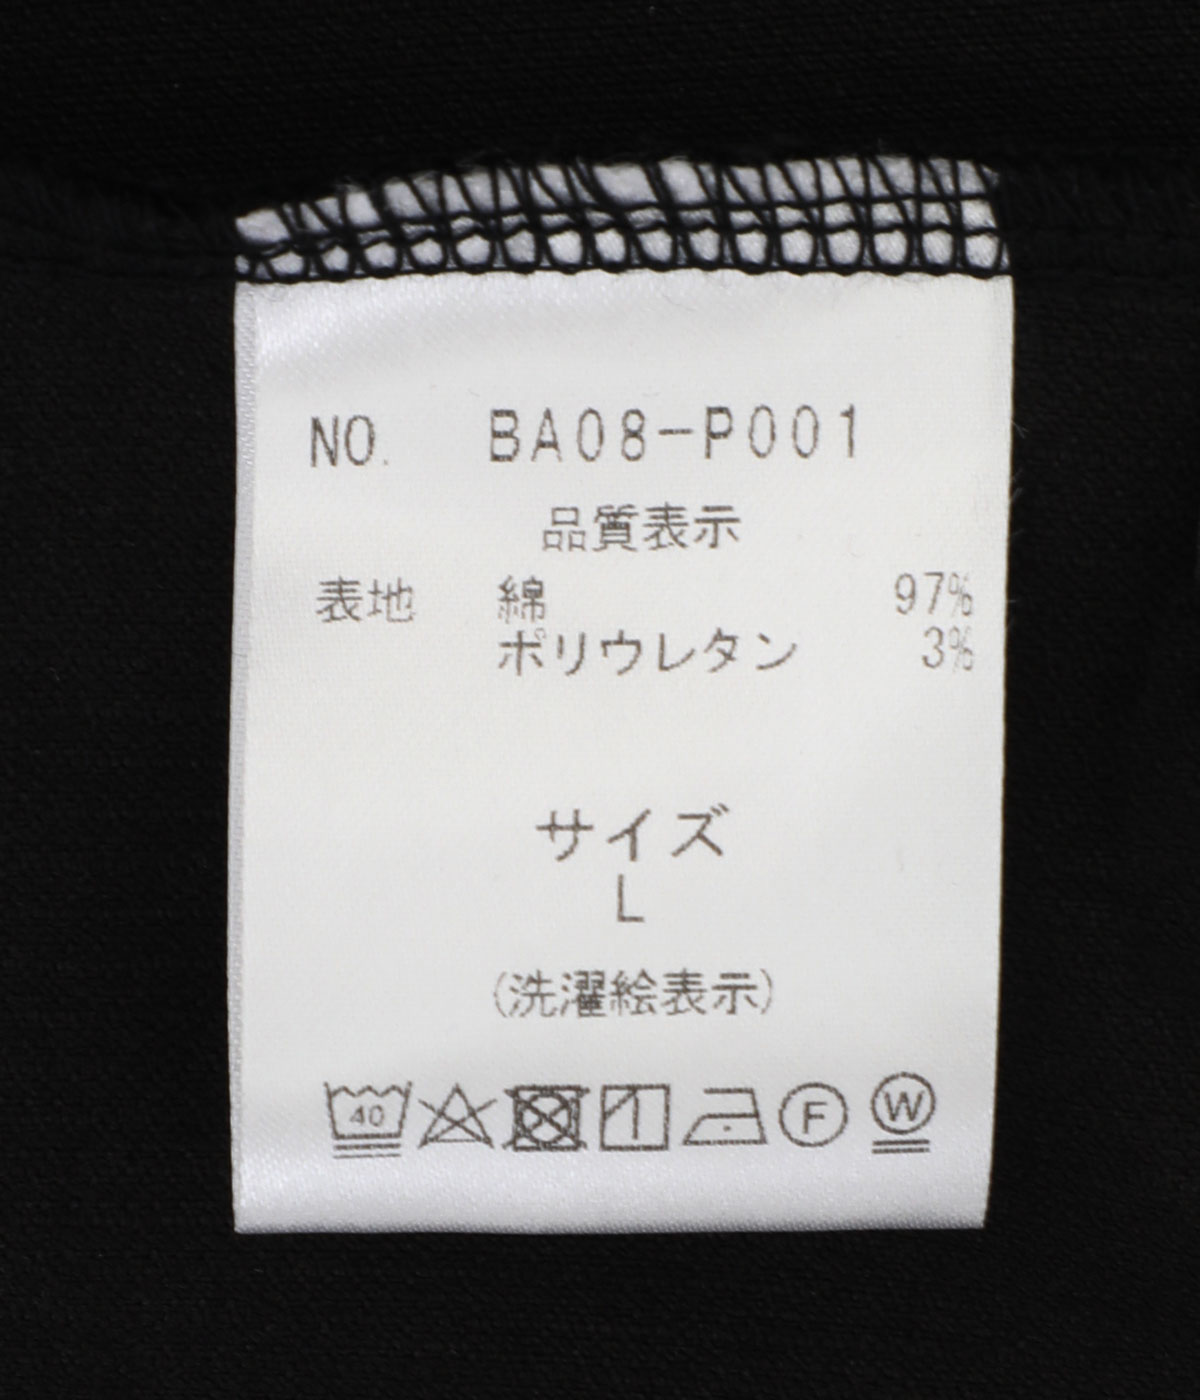 NO. BA08-P001
品質表示
表地 綿 97%
ポリウレタン 3%
サイズ
L
(洗濯絵表示)
40 F W